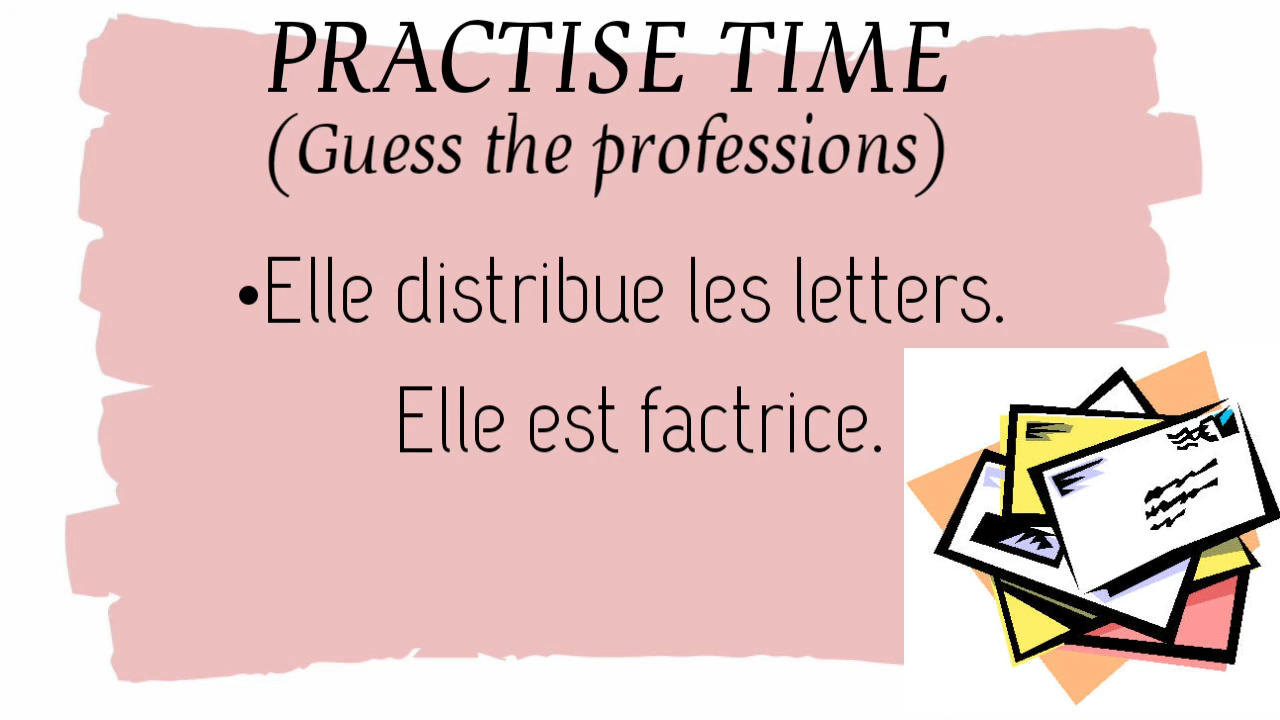 PRACTISE TIME
(Guess the professions)
•Elle distribue les letters.
Elle est factrice.